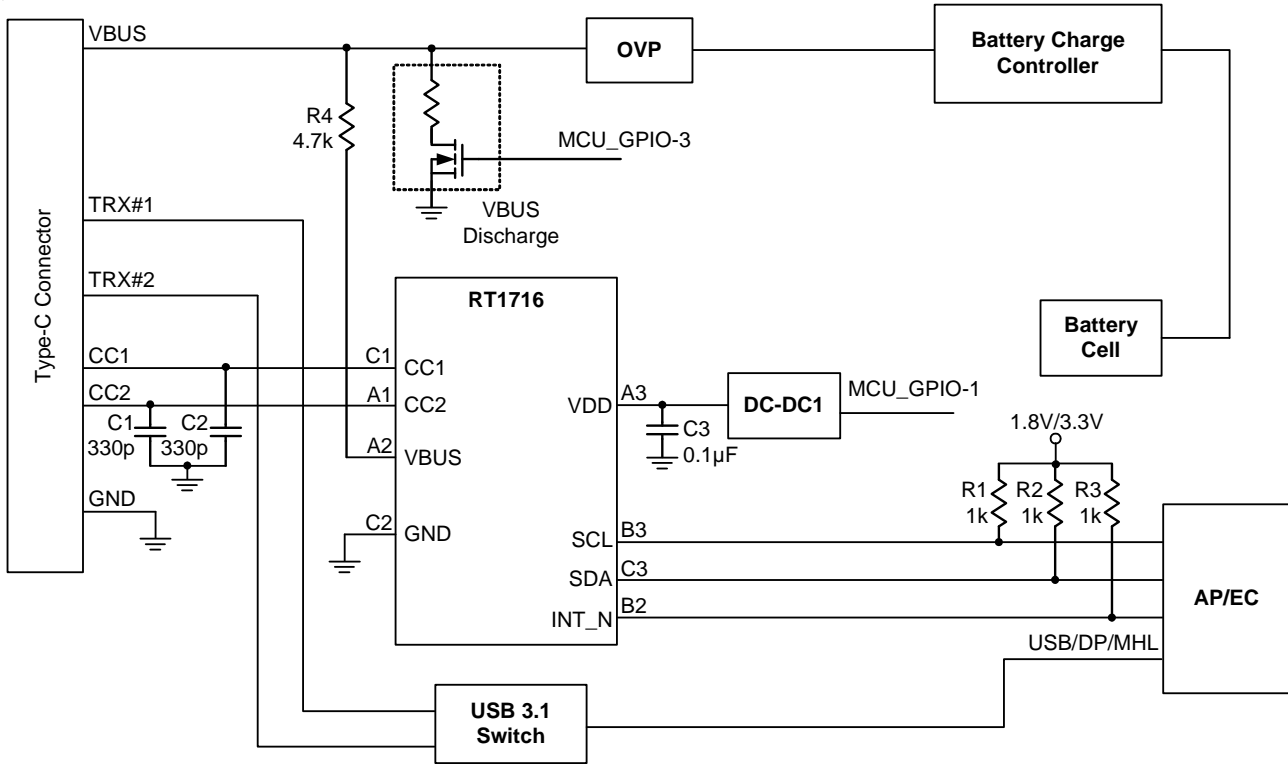 VBUS
OVP
Battery Charge
Controller
R4
4.7k
MCU_GPIO-3
VBUS
Discharge
Type-C Connector
TRX#1
TRX#2
RT1716
CC1
C1
CC1
CC2
A1
CC2
C1
330p
C2
330p
A2
VBUS
GND
C2
GND
VDD
A3
DC-DC1
MCU_GPIO-1
C3
0.1µF
Battery
Cell
1.8V/3.3V
R1
1k
R2
1k
R3
1k
SCL
B3
SDA
C3
INT_N
B2
AP/EC
USB/DP/MHL
USB 3.1
Switch